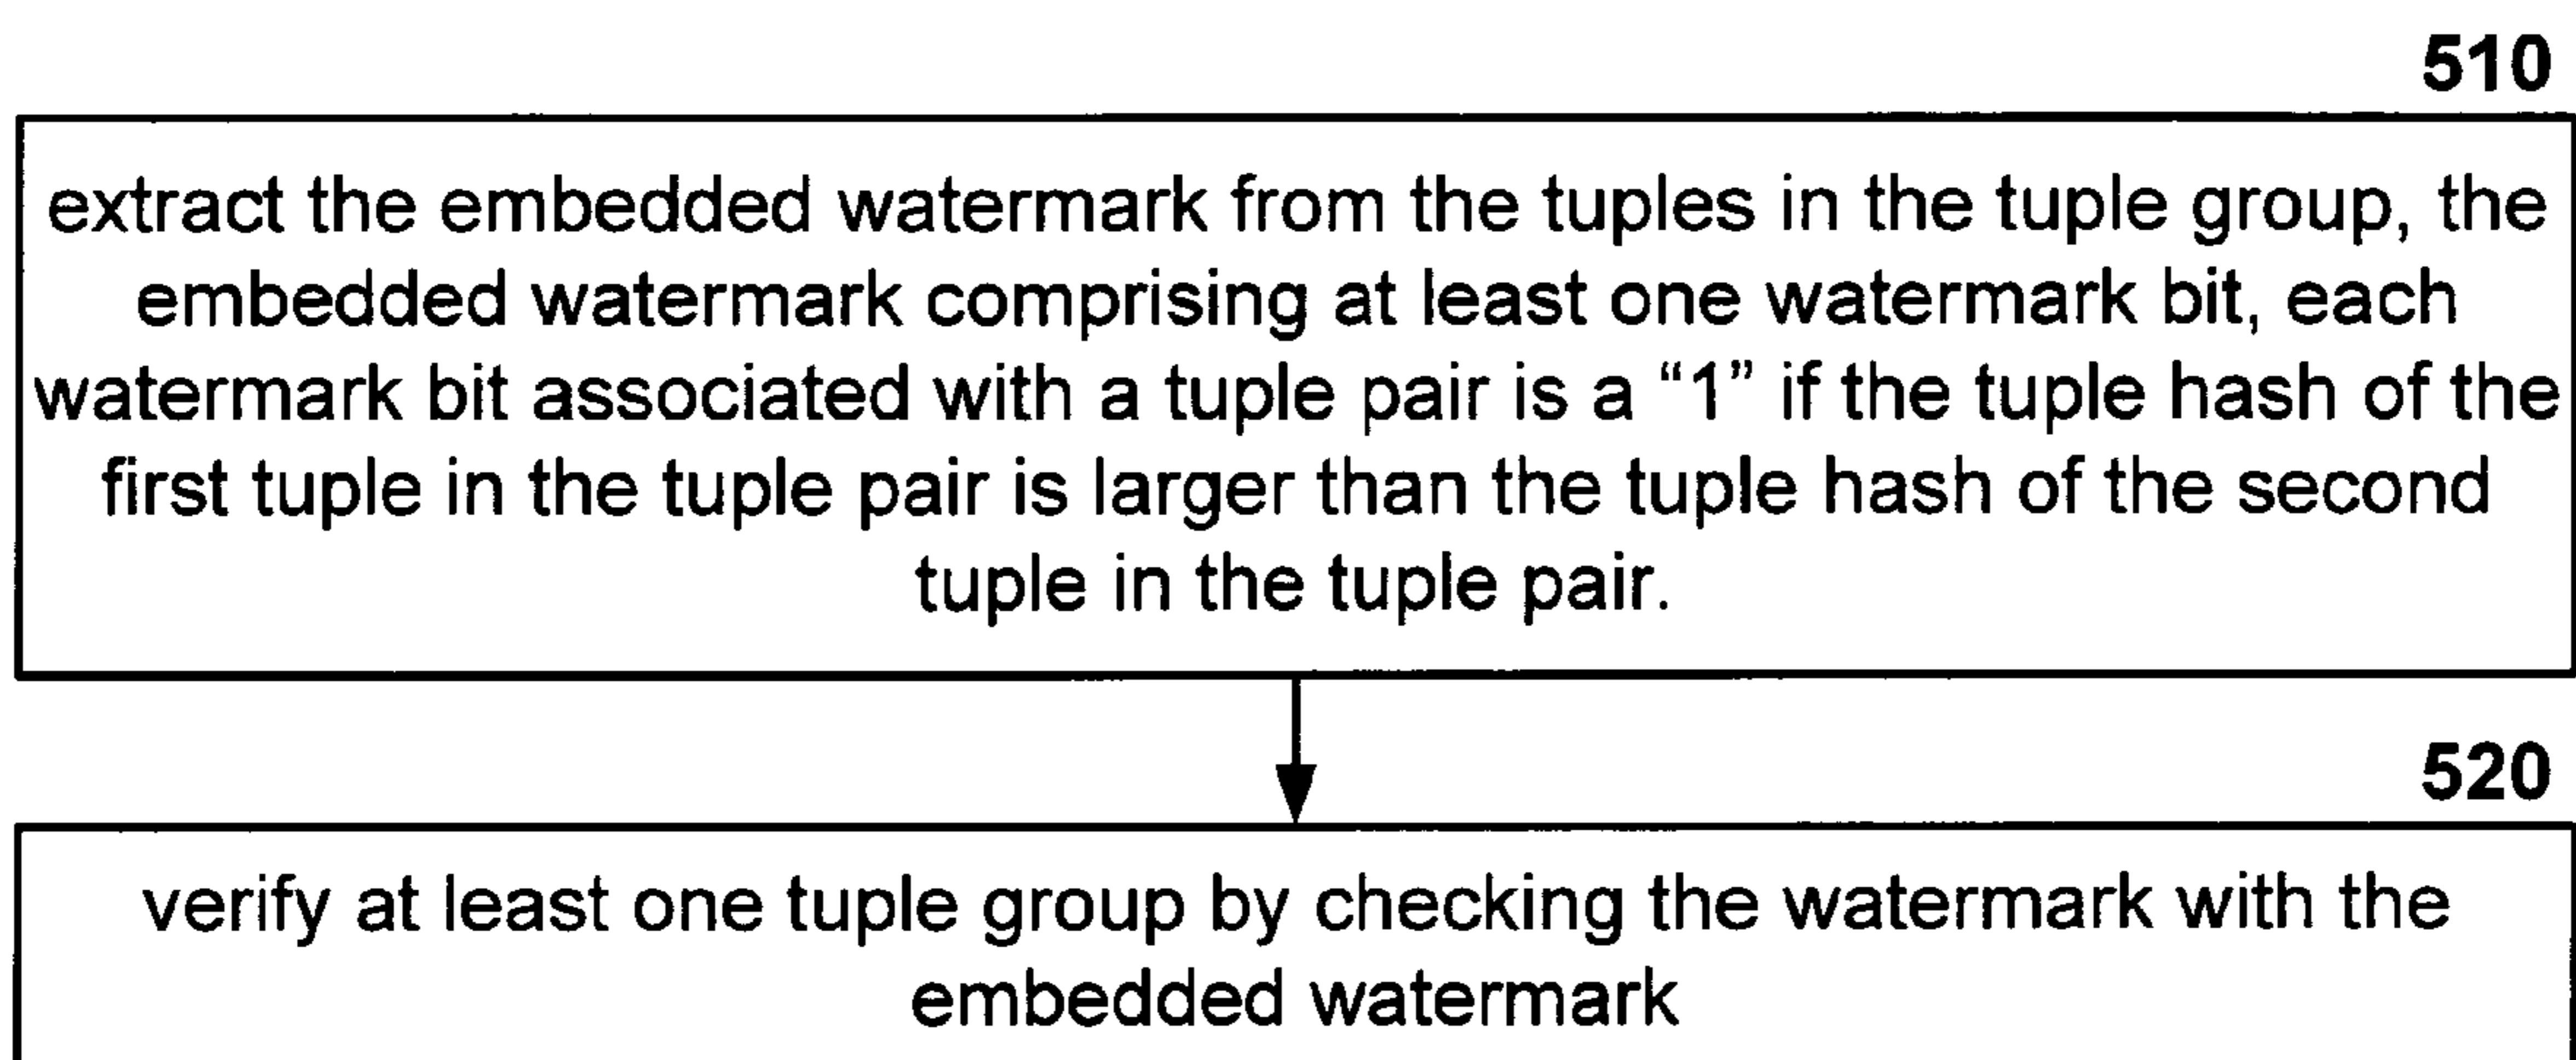 510
extract the embedded watermark from the tuples in the tuple group, the
embedded watermark comprising at least one watermark bit, each
watermark bit associated with a tuple pair is a “1” if the tuple hash of the
first tuple in the tuple pair is larger than the tuple hash of the second
tuple in the tuple pair.
520
verify at least one tuple group by checking the watermark with the
embedded watermark